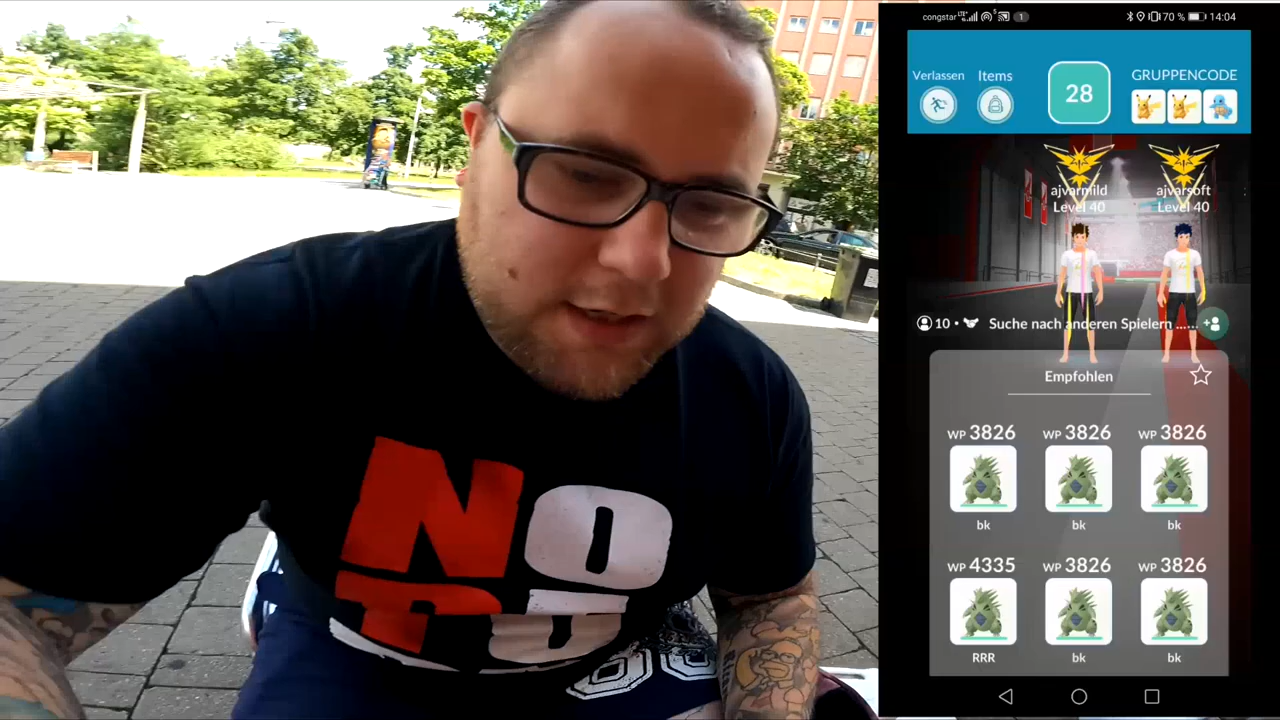 NO
congstar
1
70 %
14:04
Verlassen
Items
28
GRUPPENCODE
ajvarmild
Level 40
ajvarsoft
Level 40
10 • Suche nach anderen Spielern ......
Empfohlen
WP 3826
WP 3826
WP 3826
bk
bk
bk
WP 4335
WP 3826
WP 3826
RRR
bk
bk